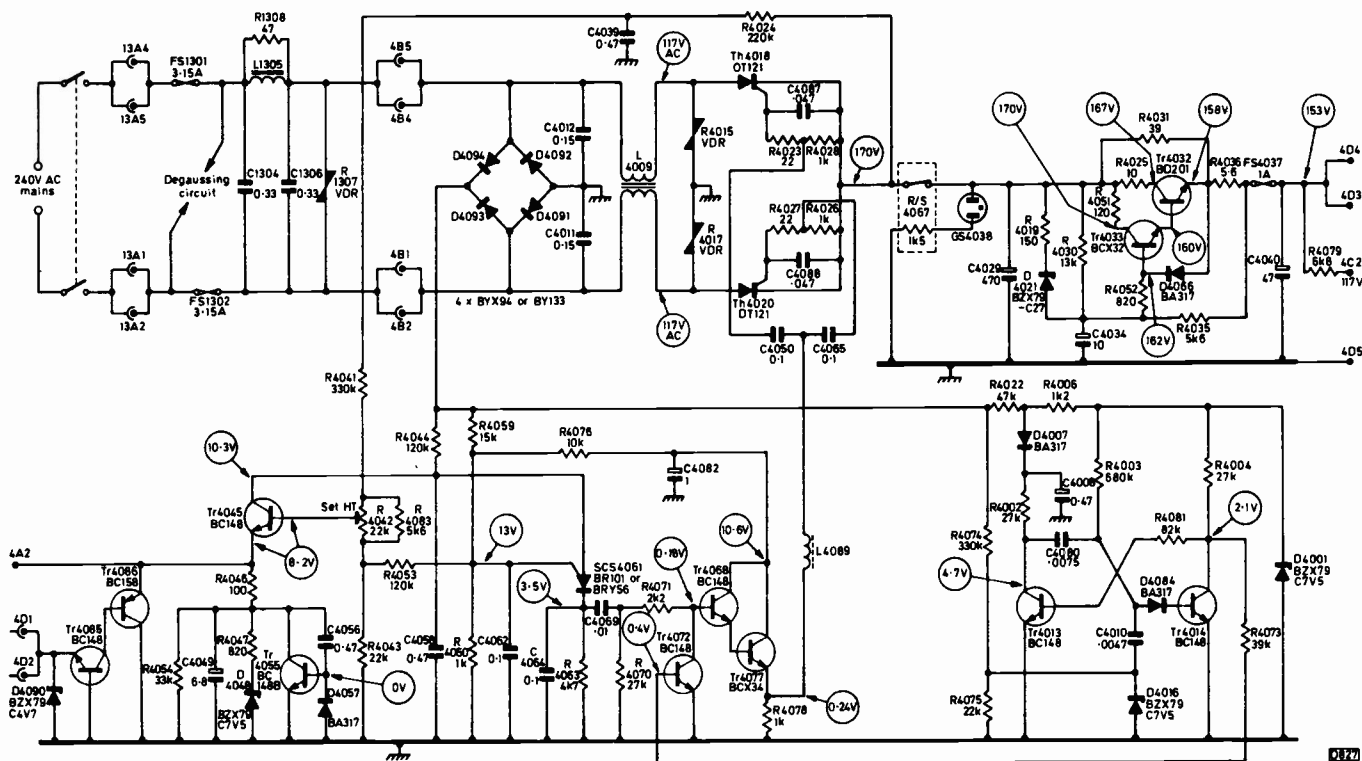 R1308
47
C4039
0·47
R4024
220k
13A4
FS1301
3·15A
L1305
4B5
117V
AC
Th4018
OT121
C4087
·047
170V
167V
158V
R4031
39
153V
4D4
13A5
4B4
C4012
0·15
L
4009
R4015
VDR
R4023
22
R4028
1k
170V
R4025
10
Tr4032
BD201
R4036
5·6
FS4037
1A
240V AC
mains
Degaussing
circuit
C1304
0·33
C1306
0·33
R
1307
VDR
D4094
D4092
D4093
D4091
C4011
0·15
R
4017
VDR
R4027
22
R4026
1k
R/S
4067
1k5
GS4038
R
4019
150
R
4030
13k
R
4051
120
Tr4033
BCX32
160V
4D3
13A1
4B1
C4088
·047
C4029
470
D
4021
BZX79
-C27
D4066
BA317
C4040
47
R4079
6k8
4C2
117V
13A2
FS1302
3·15A
4B2
4 x BYX94 or BY133
Th4020
OT121
R4052
820
117V
AC
C4050
0·1
C4065
0·1
C4034
10
162V
R4035
5k6
4D5
R4041
330k
R4022
47k
R4006
1k2
10·3V
R4044
120k
R4059
15k
R4076
10k
D4007
BA317
C4082
1
R4003
680k
R4004
27k
Tr4045
BC148
Set HT
R
4042
22k
R
4083
5k6
13V
10·6V
C4008
0·47
R4002
27k
R4074
330k
R4081
82k
2·1V
4A2
8·2V
R4053
120k
SCS4061
BR101 or
BRY56
0·18V
L4089
C4080
·0075
Tr4086
BC158
R4046
100
3·5V
R4071
2k2
Tr4068
BC148
4·7V
D4084
BA317
D4001
BZX79
C7V5
4D1
Tr4085
BC148
R4047
820
Tr
4055
BC
148B
C4056
0·47
R4043
22k
C4058
0·47
R
4060
1k
C4062
0·1
C
4064
0·1
C4069
·01
0·4V
Tr4072
BC148
Tr4013
BC148
C4010
·0047
Tr4014
BC148
R4073
39k
4D2
R4054
33k
C4049
6·8
D
4048
BZX79
C7V5
D4057
BA317
0V
R
4063
4k7
R
4070
27k
Tr4077
BCX34
D4090
BZX79
C4V7
R4078
1k
0·24V
R4075
22k
D4016
BZX79
C7V5